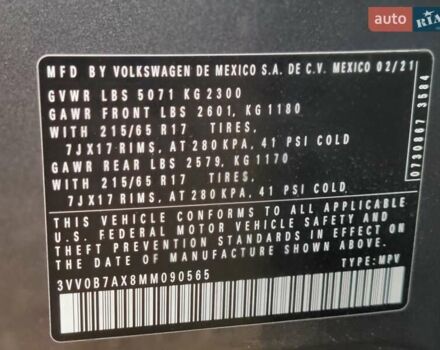 auto RIA
MFD BY VOLKSWAGEN DE MEXICO S.A. DE C.V. MEXICO 02/21
GVWR LBS 5071 KG2300
GAWR FRONT LBS 2601, KG1180
WITH 215/65 R17 TIRES,
7JX17 RIMS, AT 280 KPA, 41 PSI COLD
GAWR REAR LBS 2579, KG 1170
WITH 215/65 R17 TIRES,
7JX17 RIMS, AT 280 KPA, 41 PSI COLD
THIS VEHICLE CONFORMS TO ALL APPLICABLE
U.S. FEDERAL MOTOR VEHICLE SAFETY AND
THEFT PREVENTION STANDARDS IN EFFECT ON
THE DATE OF MANUFACTURE SHOWN ABOVE.
3VV0B7AX8MM090565 TYPE: MPV
0730867 3584